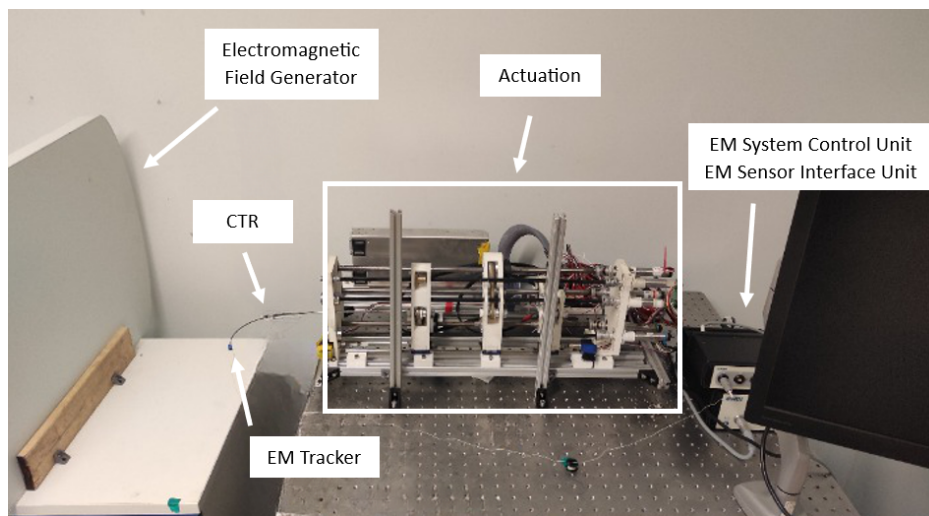 Electromagnetic
Field Generator
Actuation
EM System Control Unit
EM Sensor Interface Unit
CTR
EM Tracker